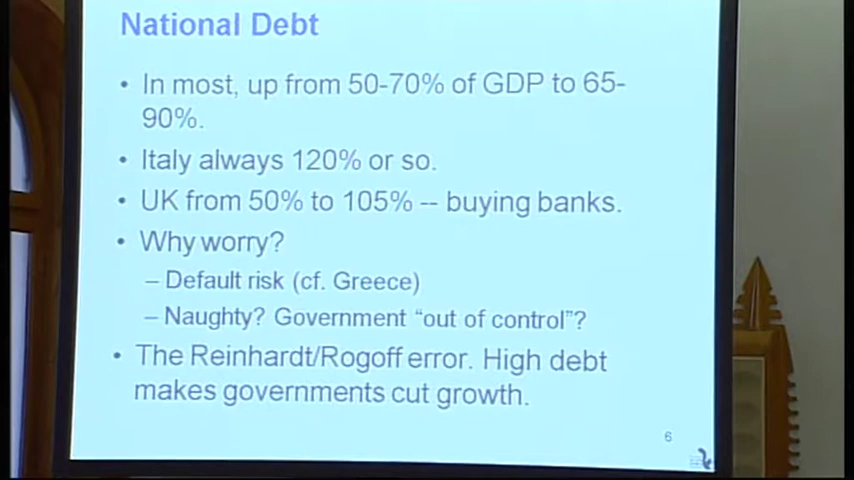 National Debt
• In most, up from 50-70% of GDP to 65-
90%.
• Italy always 120% or so.
• UK from 50% to 105% -- buying banks.
• Why worry?
– Default risk (cf. Greece)
– Naughty? Government “out of control”?
• The Reinhardt/Rogoff error. High debt
makes governments cut growth.
6